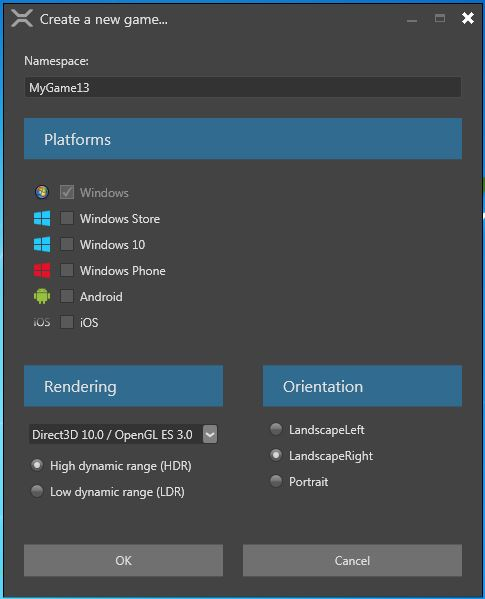 Create a new game...
Namespace:
MyGame13
Platforms
Windows
Windows Store
Windows 10
Windows Phone
Android
iOS iOS
Rendering
Orientation
Direct3D 10.0 / OpenGL ES 3.0
LandscapeLeft
High dynamic range (HDR)
LandscapeRight
Low dynamic range (LDR)
Portrait
OK
Cancel